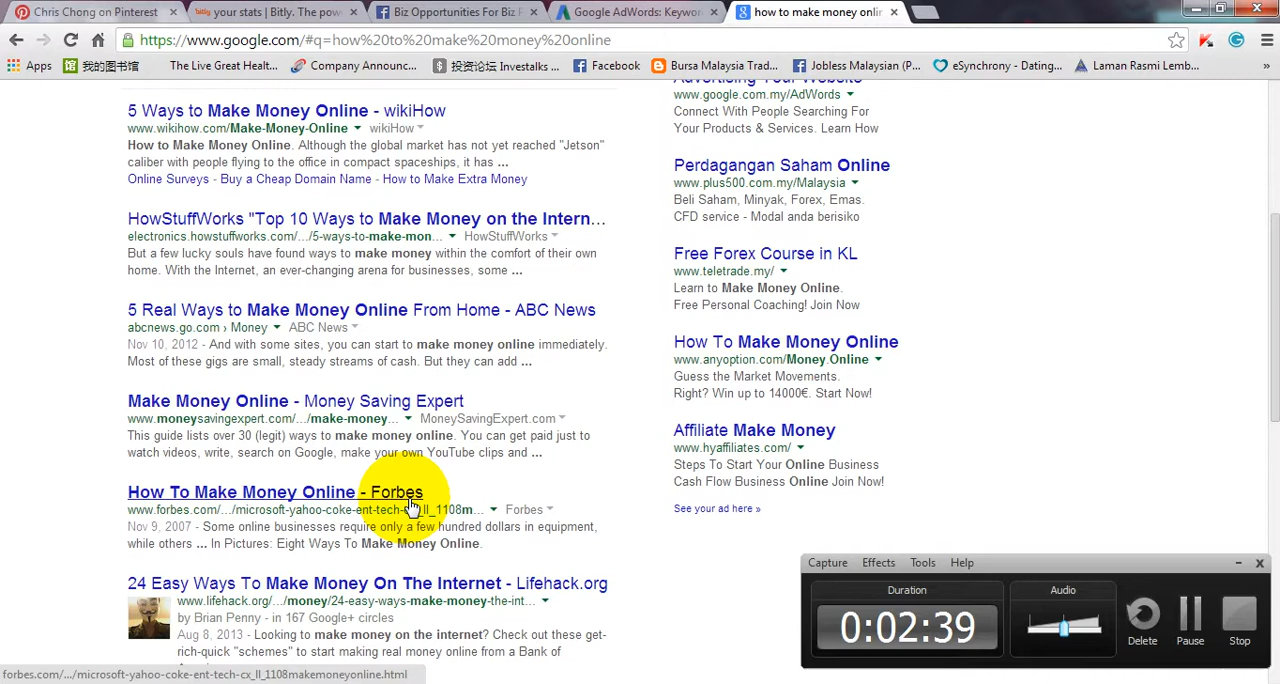 Chris Chong on Pinterest
bitly your stats | Bitly. The power
Biz Opportunities For Biz F
Google AdWords: Keywo
how to make money onlin
https://www.google.com/#q=how%20to%20make%20money%20online
Apps
我的图书馆
The Live Great Healt...
Company Announc...
投资论坛 Investalks ...
Facebook
Bursa Malaysia Trad...
Jobless Malaysian (P...
eSynchrony - Dating...
Laman Rasmi Lemb...
»
5 Ways to Make Money Online - wikiHow
www.wikihow.com/Make-Money-Online wikiHow
How to Make Money Online. Although the global market has not yet reached "Jetson"
caliber with people flying to the office in compact spaceships, it has ...
Online Surveys - Buy a Cheap Domain Name - How to Make Extra Money
HowStuffWorks "Top 10 Ways to Make Money on the Intern...
electronics.howstuffworks.com/.../5-ways-to-make-mon... HowStuffWorks
But a few lucky souls have found ways to make money within the comfort of their own
home. With the Internet, an ever-changing arena for businesses, some ...
5 Real Ways to Make Money Online From Home - ABC News
abcnews.go.com › Money ABC News
Nov 10, 2012 - And with some sites, you can start to make money online immediately.
Most of these gigs are small, steady streams of cash. But they can add ...
Make Money Online - Money Saving Expert
www.moneysavingexpert.com/.../make-money... MoneySavingExpert.com
This guide lists over 30 (legit) ways to make money online. You can get paid just to
watch videos, write, search on Google, make your own YouTube clips and ...
How To Make Money Online - Forbes
www.forbes.com/.../microsoft-yahoo-coke-ent-tech-cx_ll_1108m... Forbes
Nov 9, 2007 - Some online businesses require only a few hundred dollars in equipment,
while others ... In Pictures: Eight Ways To Make Money Online.
24 Easy Ways To Make Money On The Internet - Lifehack.org
www.lifehack.org/.../money/24-easy-ways-make-money-the-int...
by Brian Penny - in 167 Google+ circles
Aug 8, 2013 - Looking to make money on the internet? Check out these get-
rich-quick "schemes" to start making real money online from a Bank of
Advertising Your Website
www.google.com.my/AdWords
Connect With People Searching For
Your Products & Services. Learn How
Perdagangan Saham Online
www.plus500.com.my/Malaysia
Beli Saham, Minyak, Forex, Emas.
CFD service - Modal anda berisiko
Free Forex Course in KL
www.teletrade.my/
Learn to Make Money Online.
Free Personal Coaching! Join Now
How To Make Money Online
www.anyoption.com/Money.Online
Guess the Market Movements.
Right? Win up to 14000€. Start Now!
Affiliate Make Money
www.hyaffiliates.com/
Steps To Start Your Online Business
Cash Flow Business Online Join Now!
See your ad here »
Capture Effects Tools Help
Duration
0:02:39
Audio
Delete
Pause
Stop
forbes.com/.../microsoft-yahoo-coke-ent-tech-cx_ll_1108makemoneyonline.html